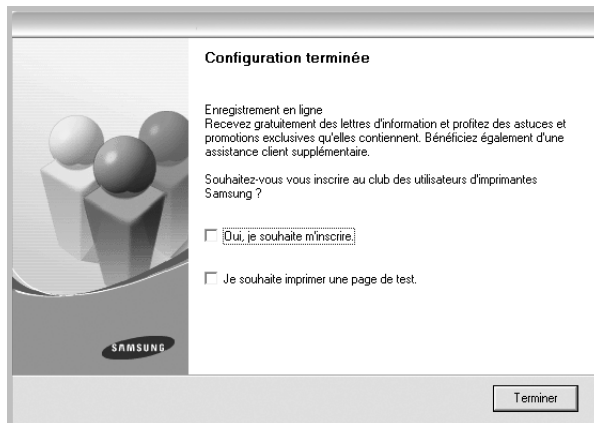 Configuration terminée
Enregistrement en ligne
Recevez gratuitement des lettres d'information et profitez des astuces et
promotions exclusives qu'elles contiennent. Bénéficiez également d'une
assistance client supplémentaire.
Souhaitez-vous vous inscrire au club des utilisateurs d'imprimantes
Samsung ?
Oui, je souhaite m'inscrire.
Je souhaite imprimer une page de test.
SAMSUNG
Terminer